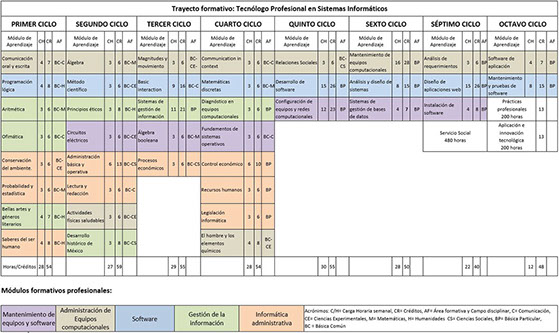 Trayecto formativo: Tecnólogo Profesional en Sistemas Informáticos
PRIMER CICLO SEGUNDO CICLO TERCER CICLO CUARTO CICLO QUINTO CICLO SEXTO CICLO SÉPTIMO CICLO OCTAVO CICLO
Módulo de Aprendizaje CH CR AF Módulo de Aprendizaje CH CR AF Módulo de Aprendizaje CH CR AF Módulo de Aprendizaje CH CR AF Módulo de Aprendizaje CH CR AF Módulo de Aprendizaje CH CR AF Módulo de Aprendizaje CH CR AF Módulo de Aprendizaje CH CR
Comunicación oral y escrita 4 7 BC-C Álgebra 3 6 BC-M Magnitudes y movimiento 3 6 BC-CE Communication in context 4 7 BC-C Relaciones Sociales 3 6 BC-CS Mantenimiento de equipos computacionales 16 28 BP Análisis de requerimientos 3 6 BP Software de aplicación 4 7
Programación lógica 4 8 BC-H Método científico 3 6 BC-CE Basic interaction 9 16 BC-C Matemáticas discretas 3 6 BC-M Desarrollo de software 15 26 BP Análisis y diseño de sistemas 8 15 BP Diseño de aplicaciones web 15 26 BP Mantenimiento y pruebas de software 8 15
Aritmética 3 6 BC-M Principios éticos 3 8 BC-H Sistemas de gestión de información 11 21 BP Diagnóstico en equipos computacionales 3 6 BP Configuración de equipos y redes computacionales 12 23 BP Sistemas de gestión de bases de datos 4 7 BP Instalación de software 4 8 BP Prácticas profesionales 200 horas 13
Ofimática 3 6 BC-C Circuitos eléctricos 3 6 BC-CE Álgebra booleana 3 6 BC-M Fundamentos de sistemas operativos 3 6 BC-C Servicio Social 480 horas Aplicación e innovación tecnológica 200 horas 13
Conservación del ambiente. 3 6 BC-CE Administración básica y operativa 6 13 BC-CS Procesos económicos 3 6 BC-CS Control económico 6 10 BP
Probabilidad y estadística 3 6 BC-M Lectura y redacción 3 6 BC-C Recursos humanos 3 6 BP
Bellas artes y géneros literarios 4 7 BC-H Actividades físicas saludables 3 6 BC-CE Legislación informática 3 6 BP
Saberes del ser humano 4 8 BC-H Desarrollo histórico de México 3 8 BC-CS El hombre y los elementos químicos 4 8 BC-CE
Horas/Créditos 28 54 27 59 29 55 28 54 30 55 28 50 22 40 12 48
Módulos formativos profesionales:
Mantenimiento de equipos y software Administración de Equipos computacionales Software Gestión de la información Informática administrativa
Acrónimos: C/H= Carga Horaria semanal, CR= Créditos, AF= Área formativa y Campo disciplinar, C= Comunicación, CE= Ciencias Experimentales, M= Matemáticas, H= Humanidades CS= Ciencias Sociales, BP= Básica Particular, BC = Básica Común